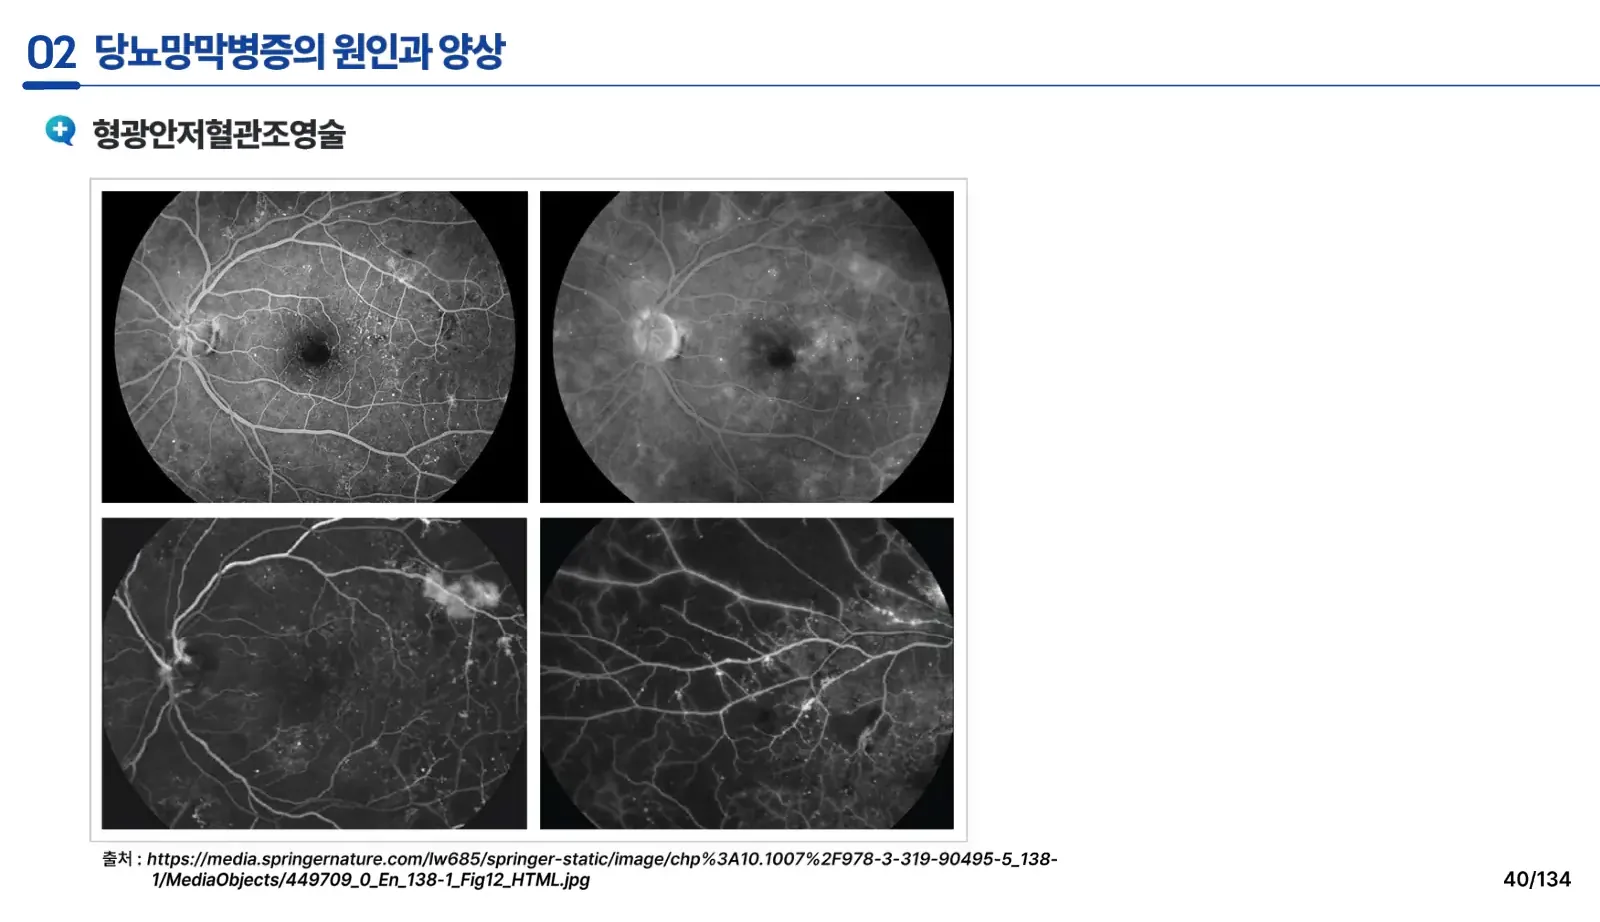 02 당뇨망막병증의 원인과 양상
형광안저혈관조영술
출처 : https://media.springernature.com/lw685/springer-static/image/chp%3A10.1007%2F978-3-319-90495-5_138-
1/MediaObjects/449709_0_En_138-1_Fig12_HTML.jpg
40/134